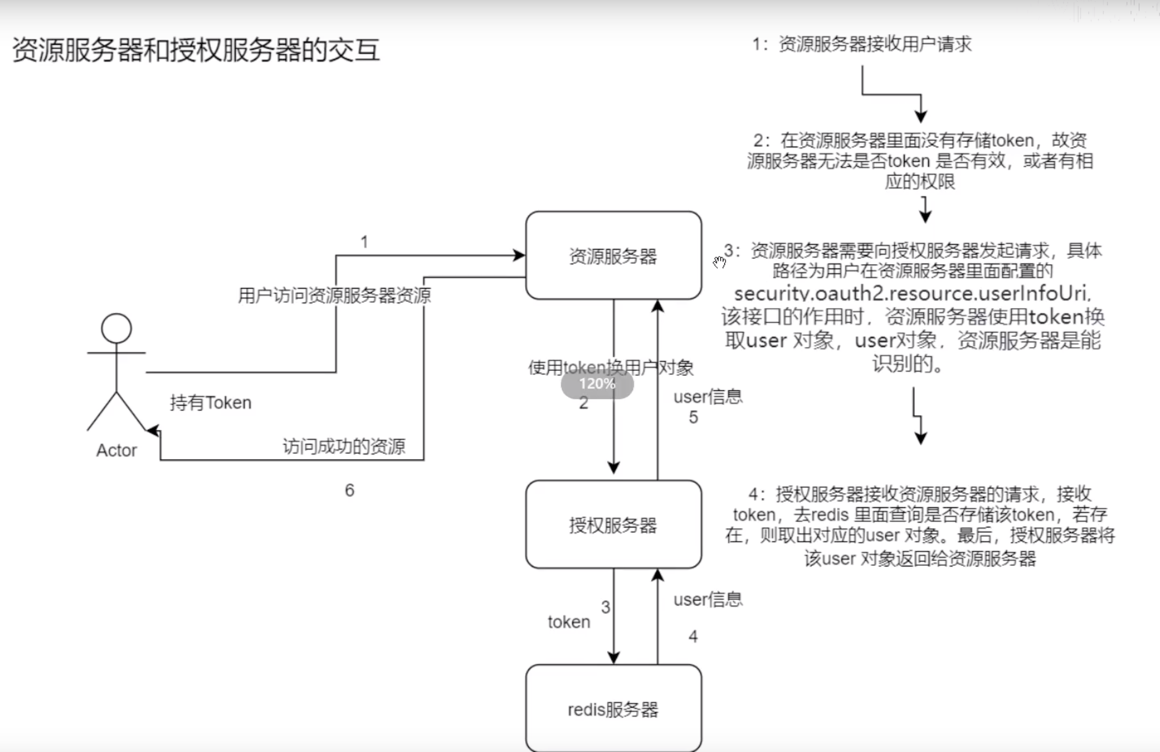 资源服务器和授权服务器的交互
1：资源服务器接收用户请求
2：在资源服务器里面没有存储token，故资
源服务器无法是否token 是否有效，或者有相
应的权限
3：资源服务器需要向授权服务器发起请求，具体
路径为用户在资源服务器里面配置的
security.oauth2.resource.userInfoUri,
该接口的作用时，资源服务器使用token换
取user 对象，user对象，资源服务器是能
识别的。
4：授权服务器接收资源服务器的请求，接收
token，去redis 里面查询是否存储该token，若存
在，则取出对应的user 对象。最后，授权服务器将
该user 对象返回给资源服务器
1
资源服务器
用户访问资源服务器资源
使用token换用户对象
120%
2
user信息
5
持有Token
Actor
访问成功的资源
6
授权服务器
3
token
user信息
4
redis服务器